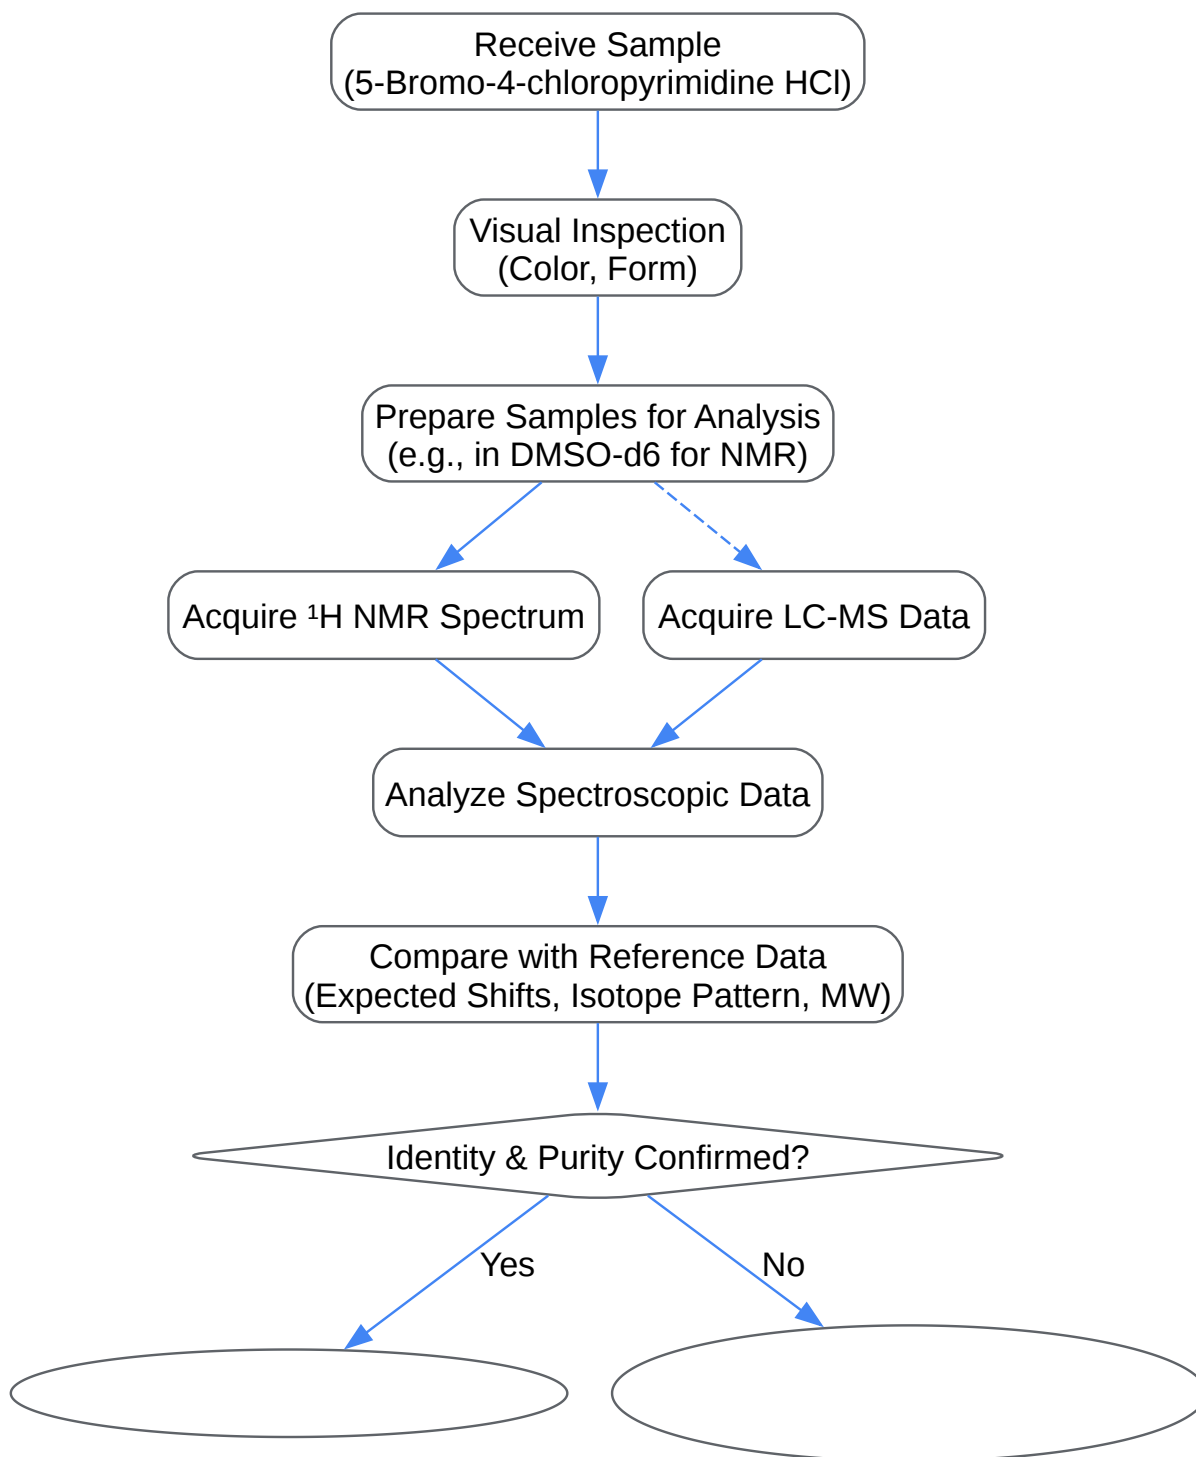 Receive Sample
(5-Bromo-4-chloropyrimidine HCl)
Visual Inspection
(Color, Form)
Prepare Samples for Analysis
(e.g., in DMSO-d6 for NMR)
Acquire ¹H NMR Spectrum
Acquire LC-MS Data
Analyze Spectroscopic Data
Compare with Reference Data
(Expected Shifts, Isotope Pattern, MW)
Identity & Purity Confirmed?
Yes
No